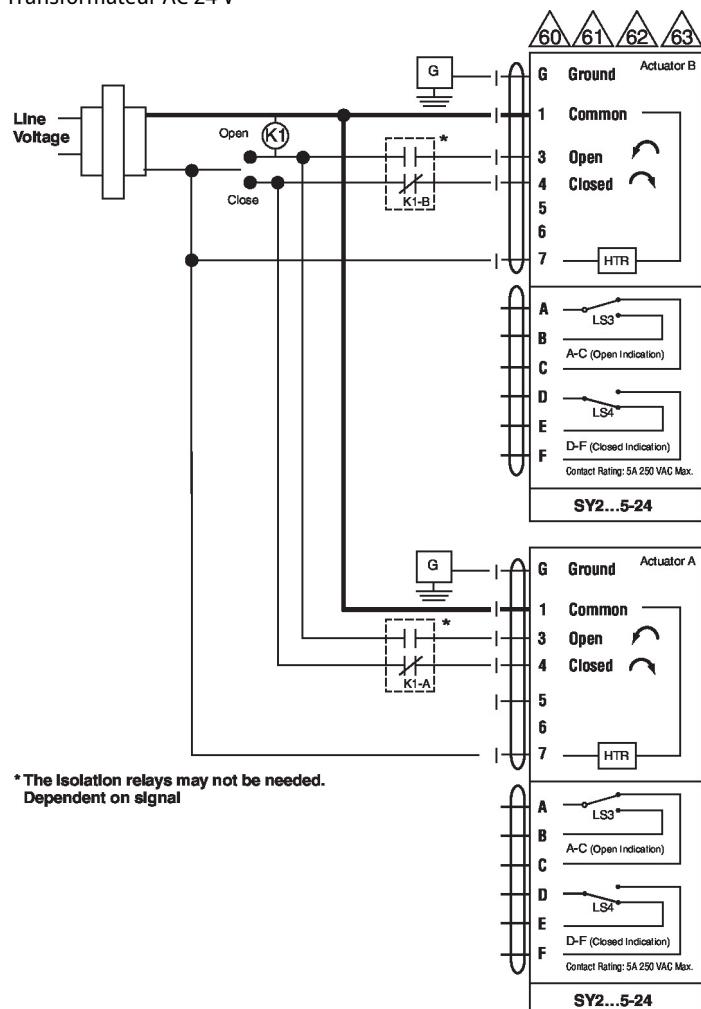 Transformateur AC 24 V
60 61 62 63
Actuator B
G
G Ground
Line
Voltage
1 Common
Open
K1
*
3 Open
Close
K1-B
4 Closed
5
6
7
HTR
A
LS3
B
A-C (Open Indication)
C
D
LS4
E
D-F (Closed Indication)
F
Contact Rating: 5A 250 VAC Max.
SY2...5-24
Actuator A
G
G Ground
1 Common
*
3 Open
4 Closed
K1-A
5
6
7
HTR
* The isolation relays may not be needed.
Dependent on signal
A
LS3
B
A-C (Open Indication)
C
D
LS4
E
D-F (Closed Indication)
F
Contact Rating: 5A 250 VAC Max.
SY2...5-24